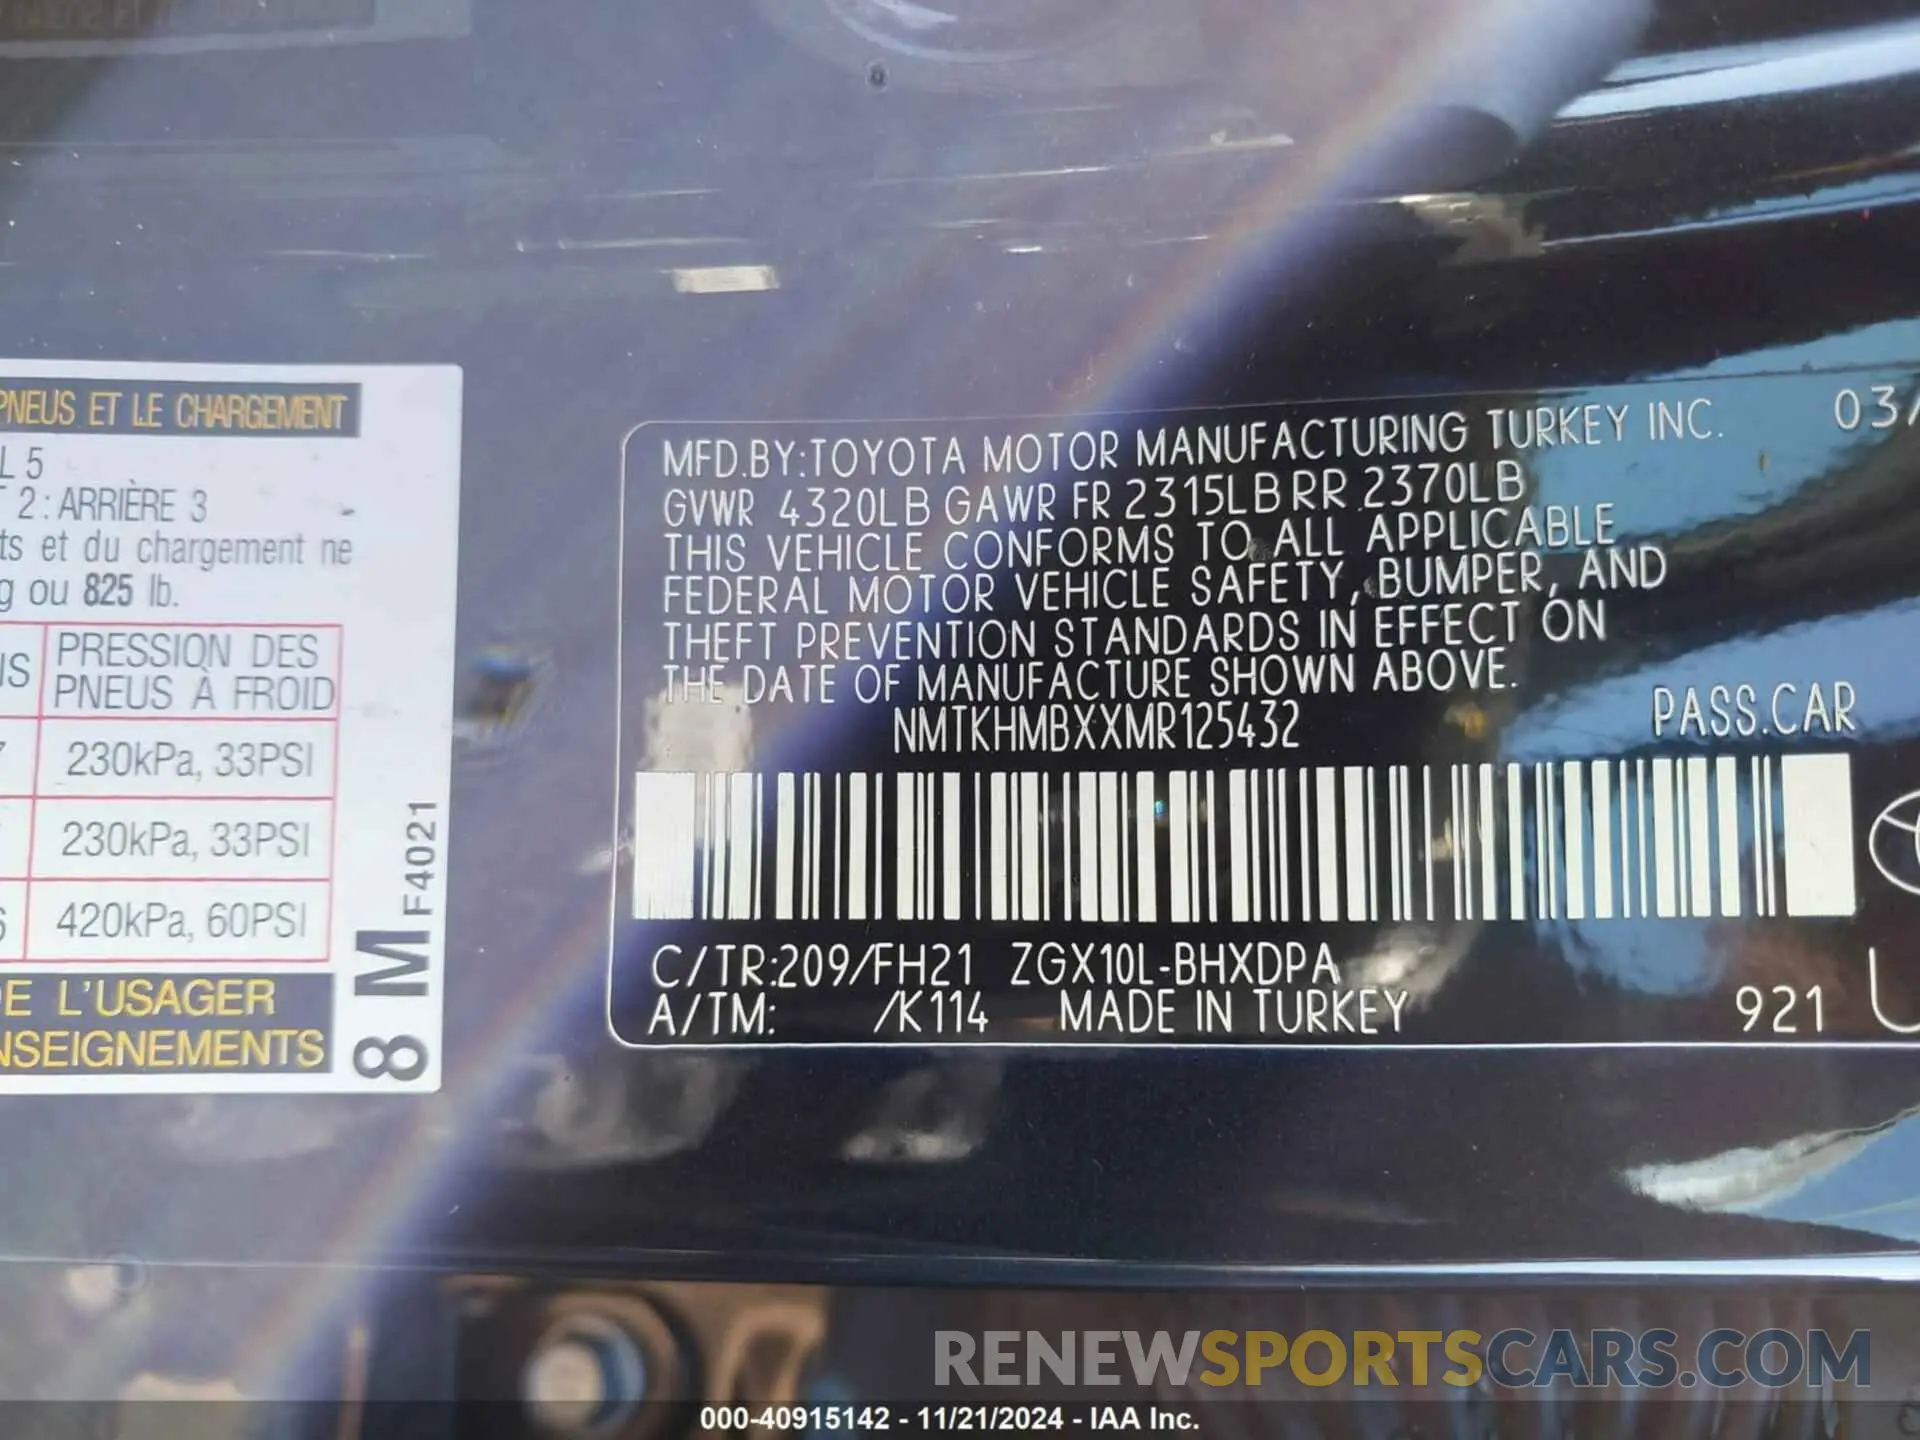 PNEUS ET LE CHARGEMENT
L 5
2 : ARRIÈRE 3
ts et du chargement ne
g ou 825 lb.
PRESSION DES
PNEUS À FROID
230kPa, 33PSI
230kPa, 33PSI
420kPa, 60PSI
DE L'USAGER
NSEIGNEMENTS
8 M F4021
MFD.BY:TOYOTA MOTOR MANUFACTURING TURKEY INC. 03/
GVWR 4320LB GAWR FR 2315LB RR 2370LB
THIS VEHICLE CONFORMS TO ALL APPLICABLE
FEDERAL MOTOR VEHICLE SAFETY, BUMPER, AND
THEFT PREVENTION STANDARDS IN EFFECT ON
THE DATE OF MANUFACTURE SHOWN ABOVE.
NMTKHMBXXMR125432 PASS.CAR
C/TR:209/FH21 ZGX10L-BHXDPA
A/TM: /K114 MADE IN TURKEY 921
RENEWSPORTSCARS.COM
000-40915142 - 11/21/2024 - IAA Inc.